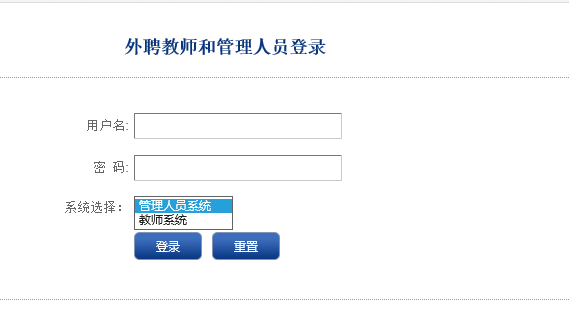 外聘教师和管理人员登录
用户名:
密 码:
系统选择：
管理人员系统
教师系统
登录 重置